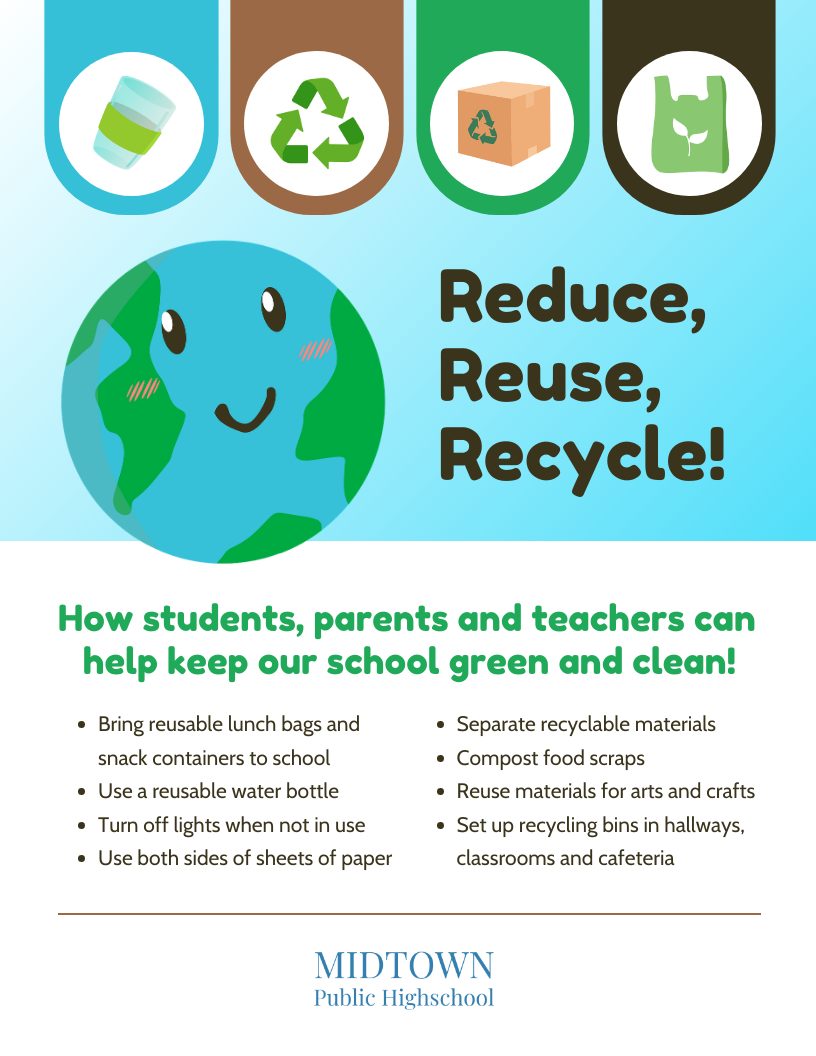 Reduce,
Reuse,
Recycle!
How students, parents and teachers can
help keep our school green and clean!
• Bring reusable lunch bags and
snack containers to school
• Use a reusable water bottle
• Turn off lights when not in use
• Use both sides of sheets of paper
• Separate recyclable materials
• Compost food scraps
• Reuse materials for arts and crafts
• Set up recycling bins in hallways,
classrooms and cafeteria
MIDTOWN
Public Highschool